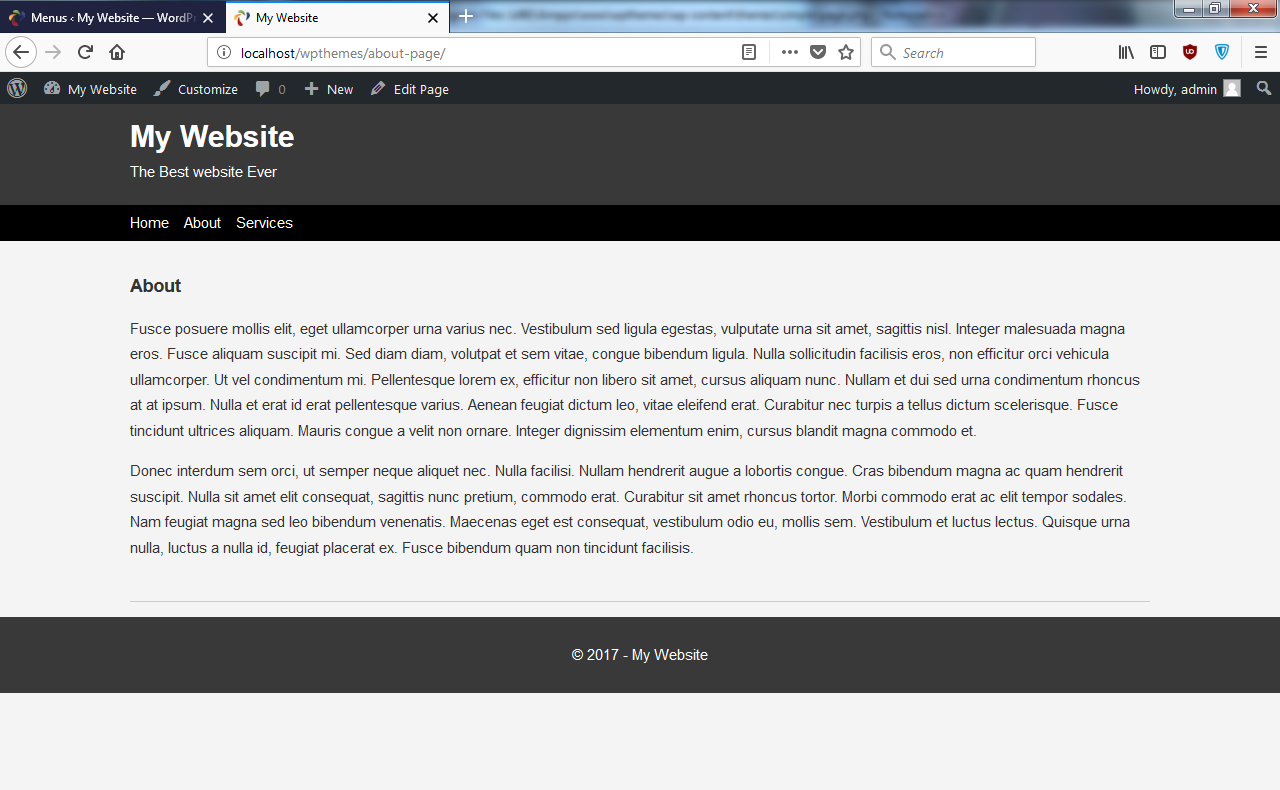 Menus ‹ My Website — WordPr
My Website
localhost/wpthemes/about-page/
Search
My Website
Customize
0
New
Edit Page
Howdy, admin
My Website
The Best website Ever
Home About Services
About
Fusce posuere mollis elit, eget ullamcorper urna varius nec. Vestibulum sed ligula egestas, vulputate urna sit amet, sagittis nisl. Integer malesuada magna
eros. Fusce aliquam suscipit mi. Sed diam diam, volutpat et sem vitae, congue bibendum ligula. Nulla sollicitudin facilisis eros, non efficitur orci vehicula
ullamcorper. Ut vel condimentum mi. Pellentesque lorem ex, efficitur non libero sit amet, cursus aliquam nunc. Nullam et dui sed urna condimentum rhoncus
at at ipsum. Nulla et erat id erat pellentesque varius. Aenean feugiat dictum leo, vitae eleifend erat. Curabitur nec turpis a tellus dictum scelerisque. Fusce
tincidunt ultrices aliquam. Mauris congue a velit non ornare. Integer dignissim elementum enim, cursus blandit magna commodo et.
Donec interdum sem orci, ut semper neque aliquet nec. Nulla facilisi. Nullam hendrerit augue a lobortis congue. Cras bibendum magna ac quam hendrerit
suscipit. Nulla sit amet elit consequat, sagittis nunc pretium, commodo erat. Curabitur sit amet rhoncus tortor. Morbi commodo erat ac elit tempor sodales.
Nam feugiat magna sed leo bibendum venenatis. Maecenas eget est consequat, vestibulum odio eu, mollis sem. Vestibulum et luctus lectus. Quisque urna
nulla, luctus a nulla id, feugiat placerat ex. Fusce bibendum quam non tincidunt facilisis.
© 2017 - My Website